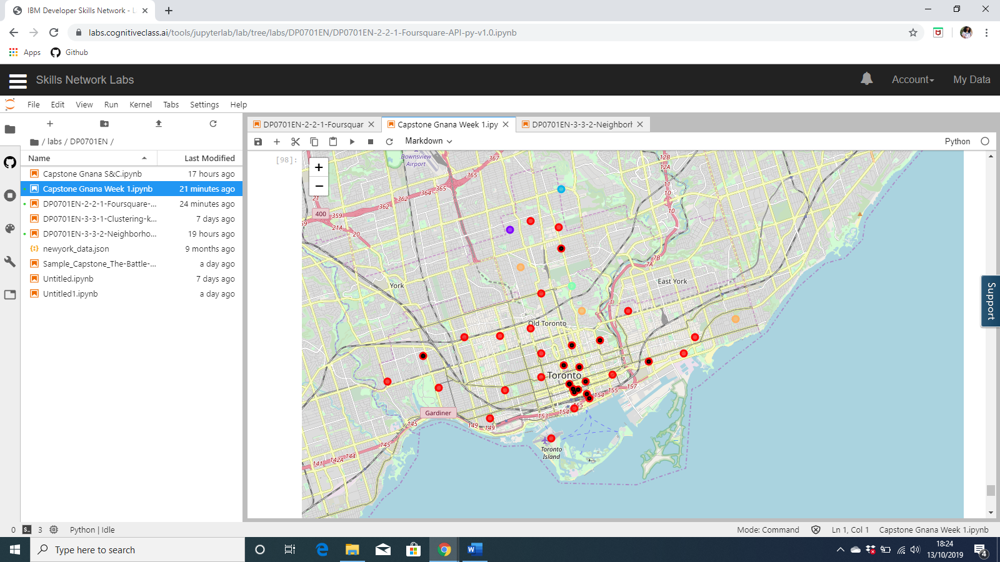 IBM Developer Skills Network - L
labs.cognitiveclass.ai/tools/jupyterlab/lab/tree/labs/DP0701EN/DP0701EN-2-2-1-Foursquare-API-py-v1.0.ipynb
Apps Github
Skills Network Labs Account My Data
File Edit View Run Kernel Tabs Settings Help
/ labs / DP0701EN /
Name Last Modified
Capstone Gnana S&C.ipynb 17 hours ago
Capstone Gnana Week 1.ipynb 21 minutes ago
DP0701EN-2-2-1-Foursquare-... 24 minutes ago
DP0701EN-3-3-1-Clustering-k... 7 days ago
DP0701EN-3-3-2-Neighborho... 19 hours ago
newyork_data.json 9 months ago
Sample_Capstone_The-Battle-... a day ago
Untitled.ipynb 7 days ago
Untitled1.ipynb a day ago
DP0701EN-2-2-1-Foursquar Capstone Gnana Week 1.ipy DP0701EN-3-3-2-Neighborh
Markdown Python
[98]:
+
−
Downsview
Airport
367
367
365
365
364
362
362
362
359
400
21
21A
20
12B
12A
11
10
10
7B
7A
York
East York
Old Toronto
Toronto
157
155
154
155
154
153
Gardiner
149
149
145
145
144
142A
141
Toronto
Island
Support
0 3 Python | Idle Mode: Command Ln 1, Col 1 Capstone Gnana Week 1.ipynb
Type here to search
18:24
13/10/2019
4